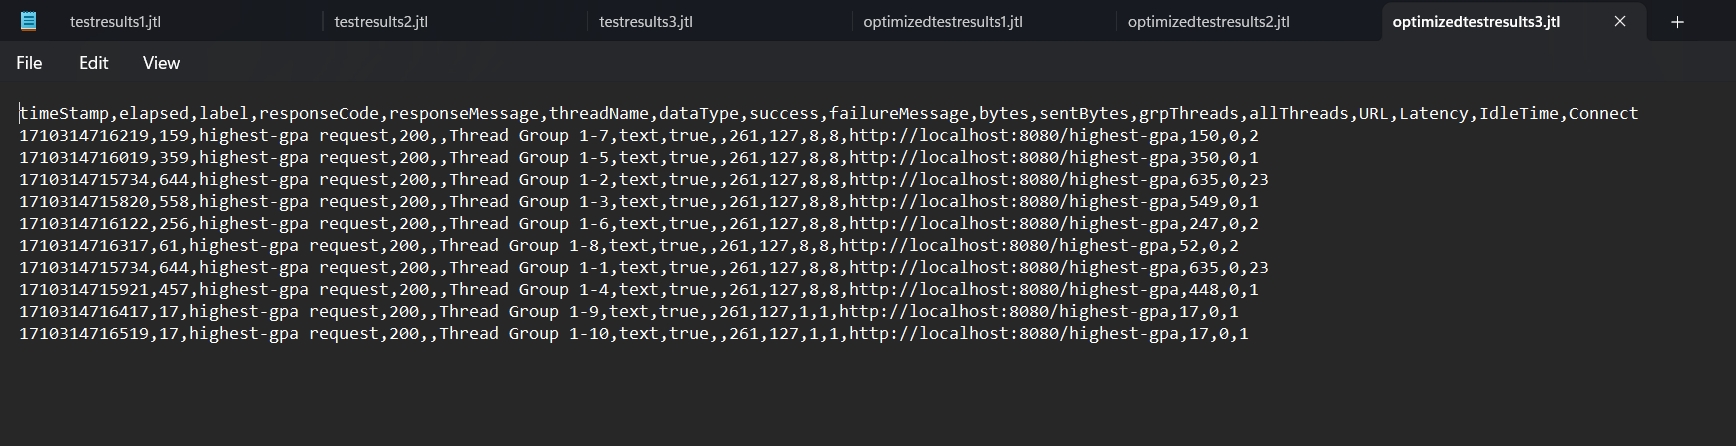 testresults1.jtl testresults2.jtl testresults3.jtl optimizedtestresults1.jtl optimizedtestresults2.jtl optimizedtestresults3.jtl
File Edit View
timeStamp,elapsed,label,responseCode,responseMessage,threadName,dataType,success,failureMessage,bytes,sentBytes,grpThreads,allThreads,URL,Latency,IdleTime,Connect
1710314716219,159,highest-gpa request,200,,Thread Group 1-7,text,true,,261,127,8,8,http://localhost:8080/highest-gpa,150,0,2
1710314716019,359,highest-gpa request,200,,Thread Group 1-5,text,true,,261,127,8,8,http://localhost:8080/highest-gpa,350,0,1
1710314715734,644,highest-gpa request,200,,Thread Group 1-2,text,true,,261,127,8,8,http://localhost:8080/highest-gpa,635,0,23
1710314715820,558,highest-gpa request,200,,Thread Group 1-3,text,true,,261,127,8,8,http://localhost:8080/highest-gpa,549,0,1
1710314716122,256,highest-gpa request,200,,Thread Group 1-6,text,true,,261,127,8,8,http://localhost:8080/highest-gpa,247,0,2
1710314716317,61,highest-gpa request,200,,Thread Group 1-8,text,true,,261,127,8,8,http://localhost:8080/highest-gpa,52,0,2
1710314715734,644,highest-gpa request,200,,Thread Group 1-1,text,true,,261,127,8,8,http://localhost:8080/highest-gpa,635,0,23
1710314715921,457,highest-gpa request,200,,Thread Group 1-4,text,true,,261,127,8,8,http://localhost:8080/highest-gpa,448,0,1
1710314716417,17,highest-gpa request,200,,Thread Group 1-9,text,true,,261,127,1,1,http://localhost:8080/highest-gpa,17,0,1
1710314716519,17,highest-gpa request,200,,Thread Group 1-10,text,true,,261,127,1,1,http://localhost:8080/highest-gpa,17,0,1